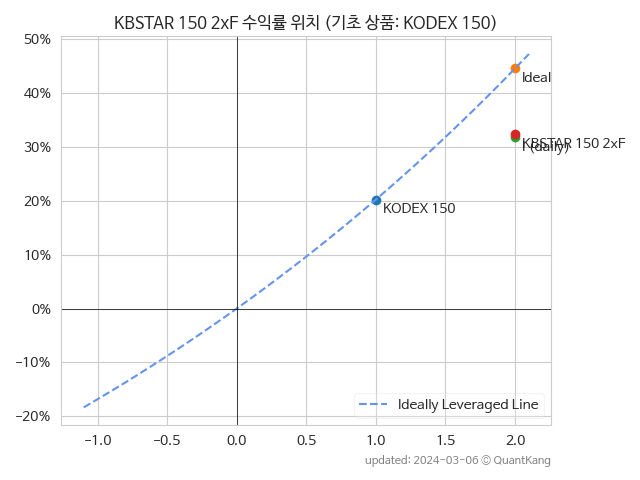 KBSTAR 150 2xF 수익률 위치 (기초 상품: KODEX 150)
50%
40%
30%
20%
10%
0%
−10%
−20%
Ideal
KBSTAR 150 2xF
(daily)
KODEX 150
Ideally Leveraged Line
−1.0
−0.5
0.0
0.5
1.0
1.5
2.0
updated: 2024-03-06 ⓒ QuantKang